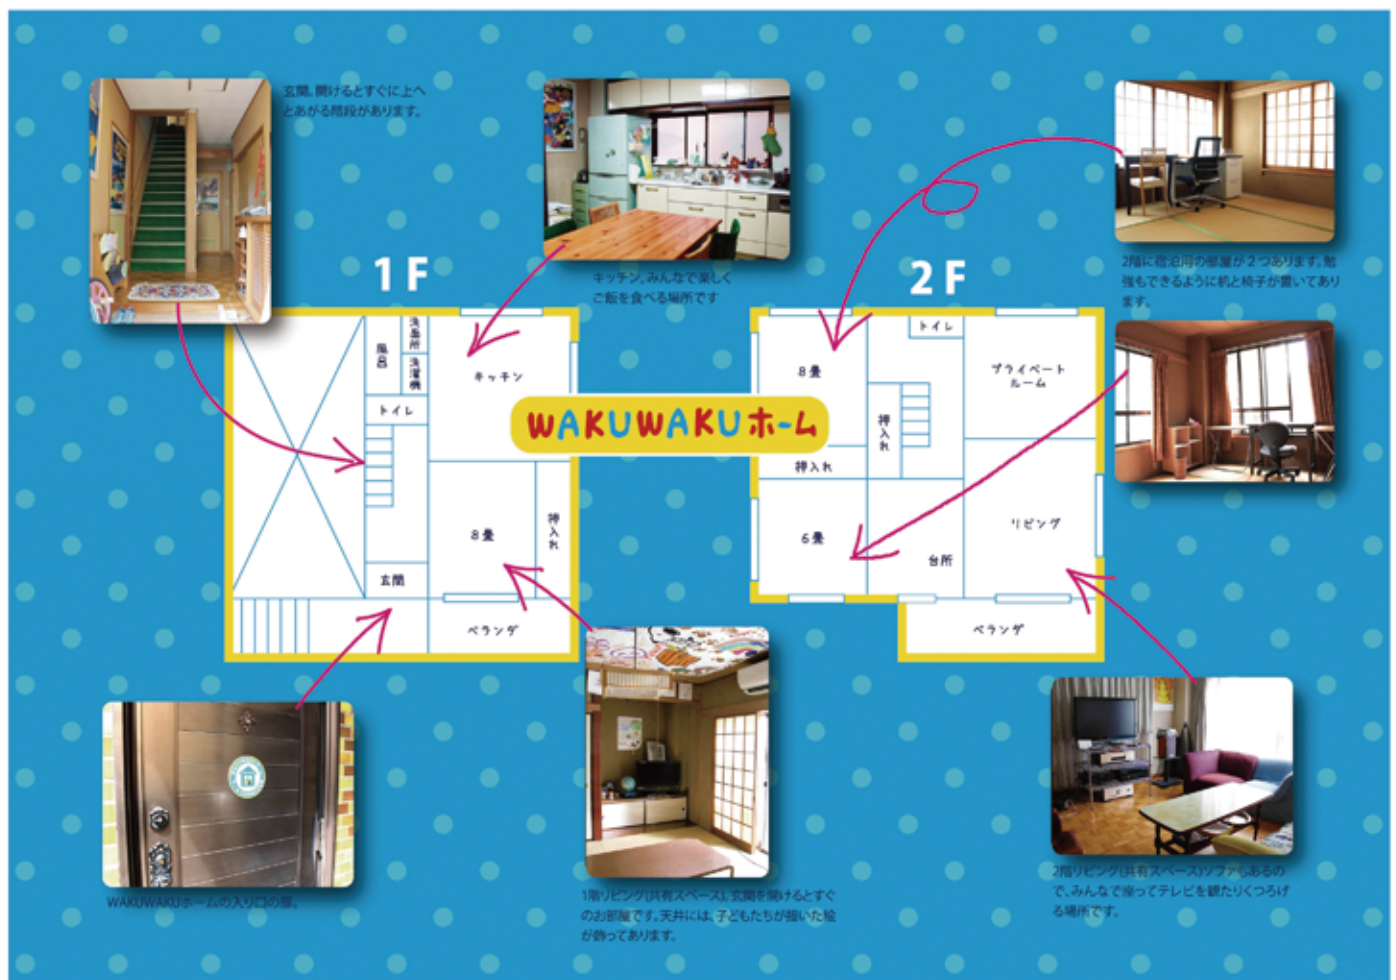 玄関。開けるとすぐに上へ
とあがる階段があります。
キッチン。みんなで楽しく
ご飯を食べる場所です
2階に宿泊用の部屋が2つあります。勉
強もできるように机と椅子が置いてあり
ます。
1F
2F
風呂
洗面所
洗濯機
キッチン
トイレ
8畳
押入れ
玄関
ベランダ
WAKUWAKUホーム
トイレ
8畳
プライベート
ルーム
押入れ
押入れ
6畳
台所
リビング
ベランダ
WAKUWAKUホームの入り口の扉。
1階リビング(共有スペース)。玄関を開けるとすぐ
のお部屋です。天井には、子どもたちが描いた絵
が飾ってあります。
2階リビング(共有スペース)ソファもあるの
で、みんなで座ってテレビを観たりくつろげ
る場所です。